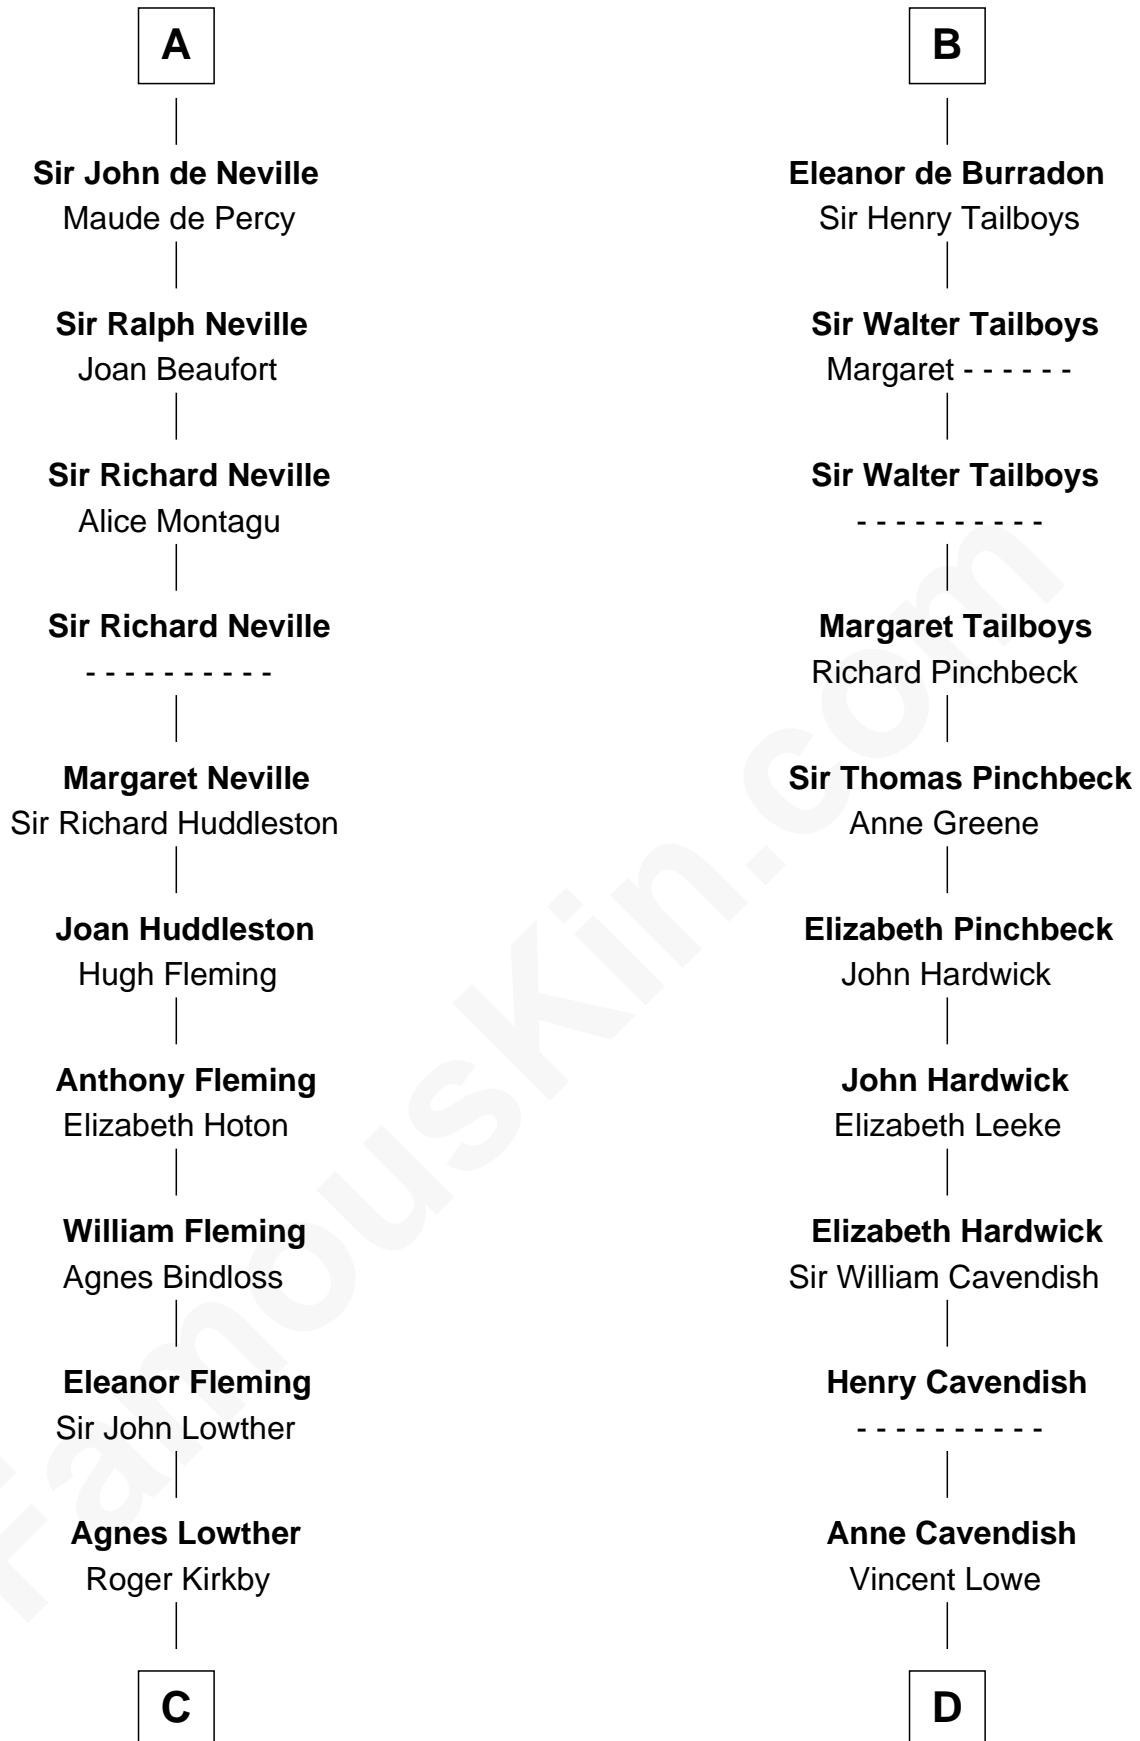 A
Sir John de Neville
Maude de Percy
Sir Ralph Neville
Joan Beaufort
Sir Richard Neville
Alice Montagu
Sir Richard Neville
- - - - - - - - - -
Margaret Neville
Sir Richard Huddleston
Joan Huddleston
Hugh Fleming
Anthony Fleming
Elizabeth Hoton
William Fleming
Agnes Bindloss
Eleanor Fleming
Sir John Lowther
Agnes Lowther
Roger Kirkby
C
B
Eleanor de Burradon
Sir Henry Tailboys
Sir Walter Tailboys
Margaret - - - - - -
Sir Walter Tailboys
- - - - - - - - - -
Margaret Tailboys
Richard Pinchbeck
Sir Thomas Pinchbeck
Anne Greene
Elizabeth Pinchbeck
John Hardwick
John Hardwick
Elizabeth Leeke
Elizabeth Hardwick
Sir William Cavendish
Henry Cavendish
- - - - - - - - - -
Anne Cavendish
Vincent Lowe
D
FamousKin.com